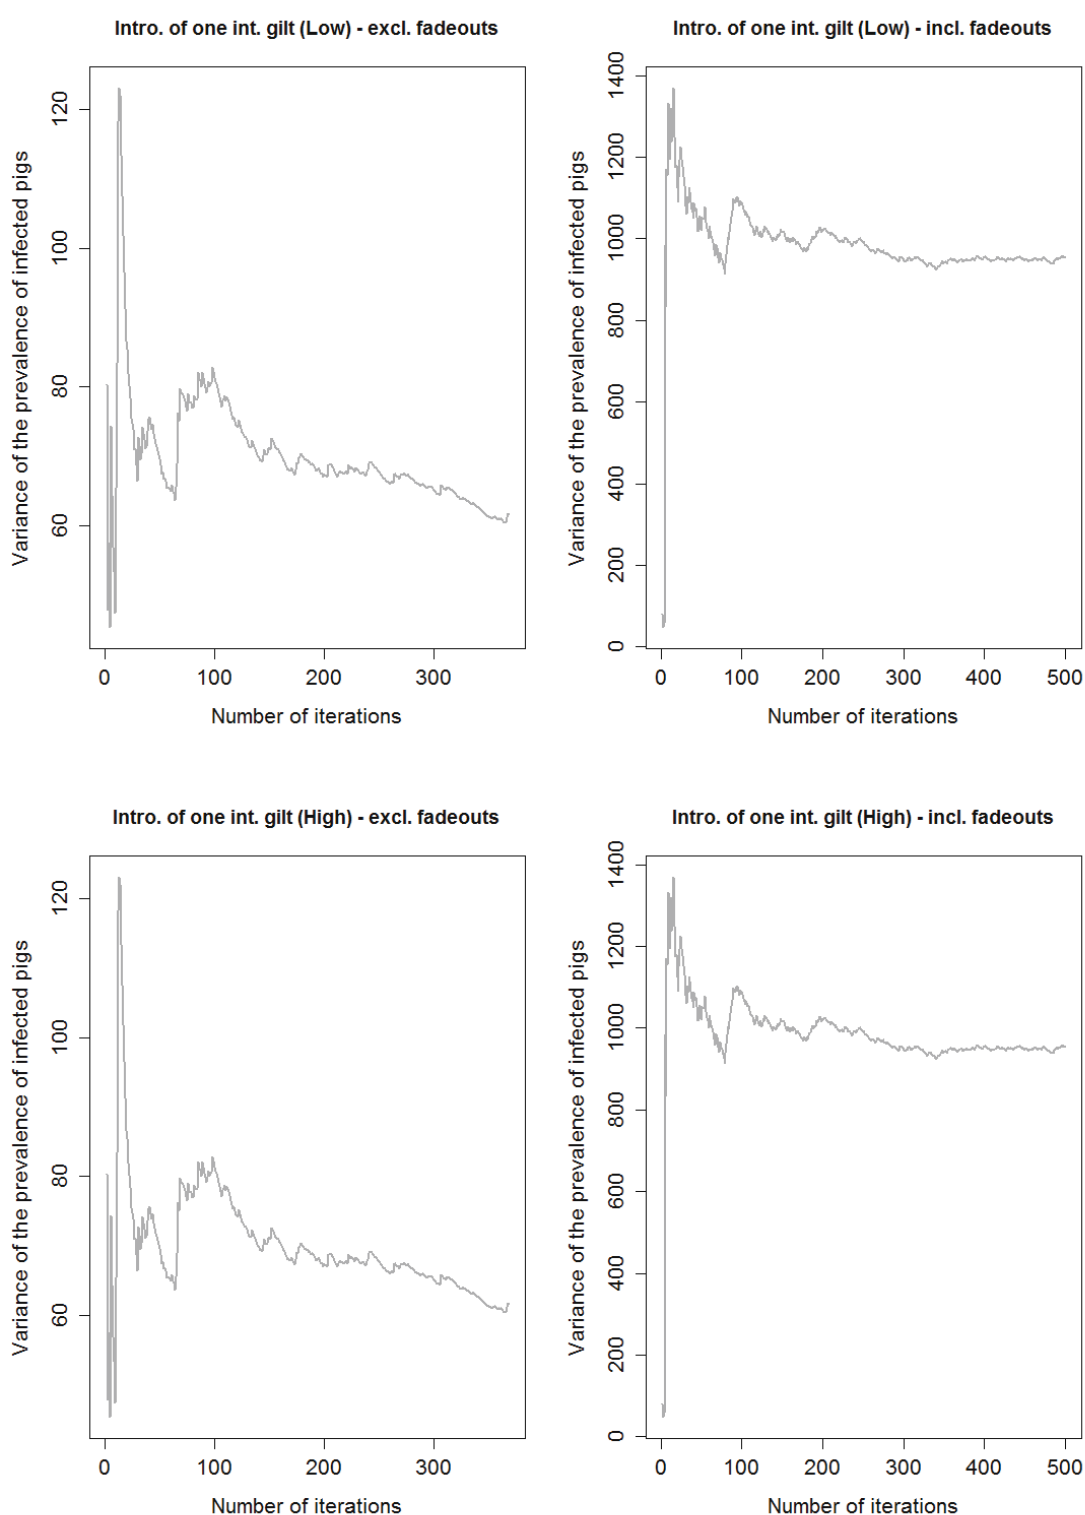 Intro. of one int. gilt (Low) - excl. fadeouts
Variance of the prevalence of infected pigs
120
100
80
60
0 100 200 300
Number of iterations
Intro. of one int. gilt (Low) - incl. fadeouts
Variance of the prevalence of infected pigs
1400
1200
1000
800
600
400
200
0
0 100 200 300 400 500
Number of iterations
Intro. of one int. gilt (High) - excl. fadeouts
Variance of the prevalence of infected pigs
120
100
80
60
0 100 200 300
Number of iterations
Intro. of one int. gilt (High) - incl. fadeouts
Variance of the prevalence of infected pigs
1400
1200
1000
800
600
400
200
0
0 100 200 300 400 500
Number of iterations